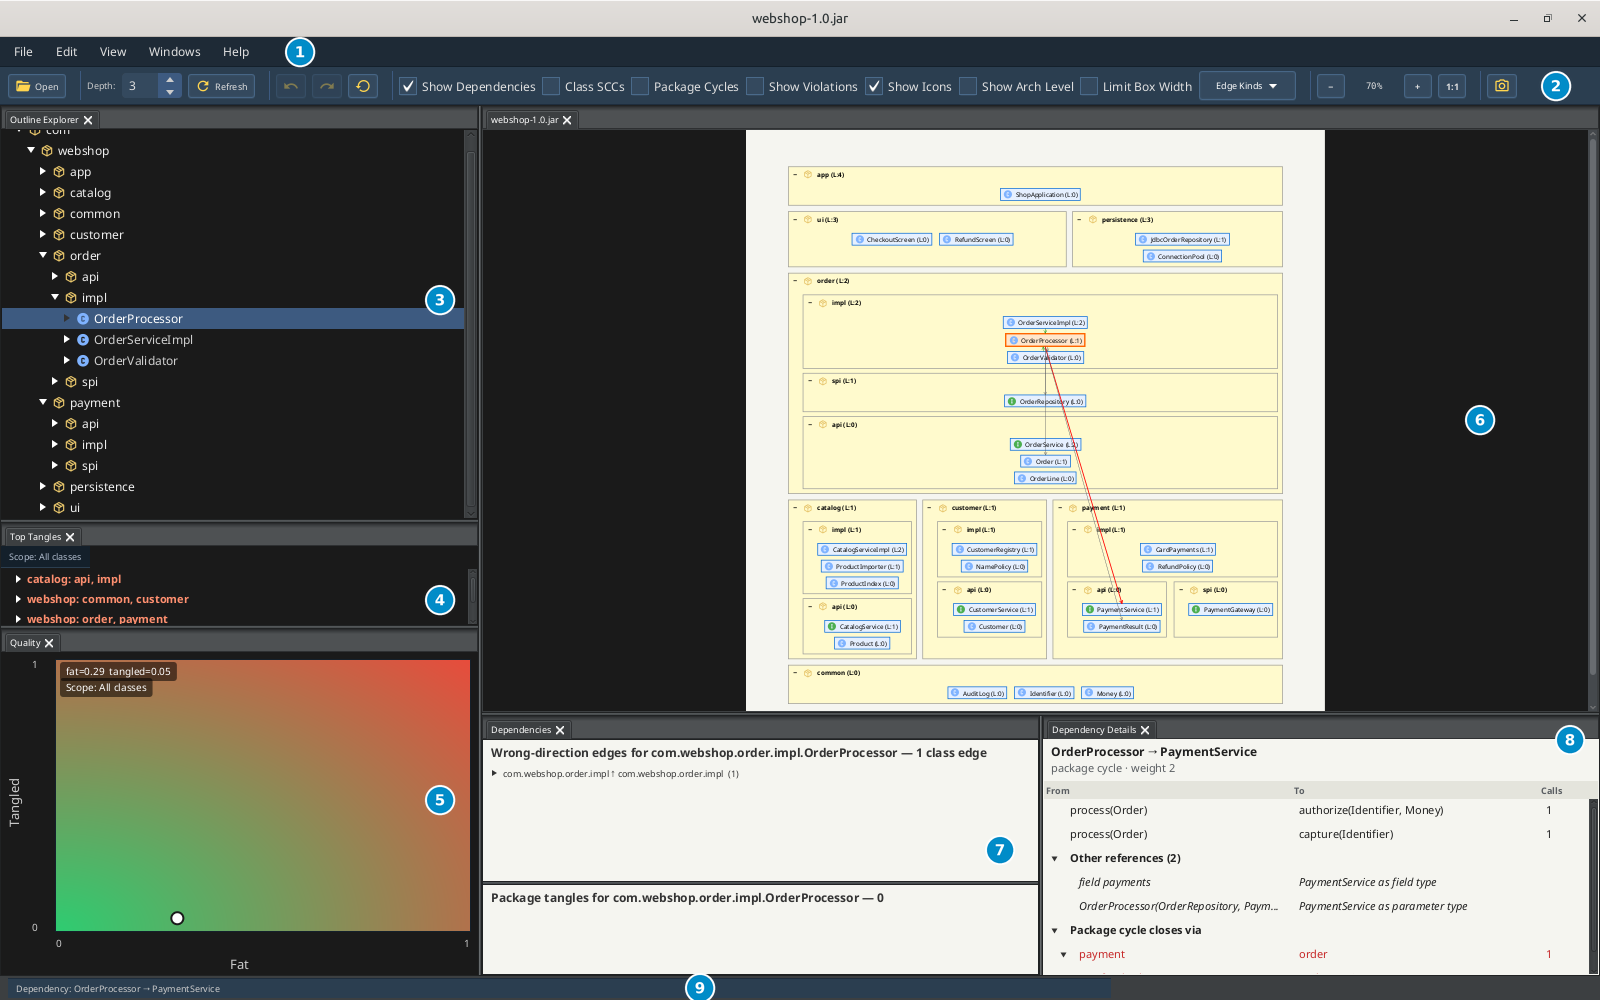 webshop-1.0.jar
File Edit View Windows Help 1
Open Depth: 3 Refresh Show Dependencies Class SCCs Package Cycles Show Violations Show Icons Show Arch Level Limit Box Width Edge Kinds − 70% + 1:1 2
Outline Explorer
com
webshop
app
catalog
common
customer
order
api
impl
3
OrderProcessor
OrderServiceImpl
OrderValidator
spi
payment
api
impl
spi
persistence
ui
Top Tangles
Scope: All classes
catalog: api, impl
webshop: common, customer
4
webshop: order, payment
Quality
1
fat=0.29 tangled=0.05
Scope: All classes
Tangled
5
0
0 1
Fat
webshop-1.0.jar
app (L:4)
ShopApplication (L:0)
ui (L:3)
CheckoutScreen (L:0) RefundScreen (L:0)
persistence (L:3)
JdbcOrderRepository (L:1)
ConnectionPool (L:0)
order (L:2)
impl (L:2)
OrderServiceImpl (L:2)
OrderProcessor (L:1)
OrderValidator (L:0)
spi (L:1)
OrderRepository (L:0)
api (L:0)
OrderService (L:2)
Order (L:1)
OrderLine (L:0)
6
catalog (L:1)
impl (L:1)
CatalogServiceImpl (L:2)
ProductImporter (L:1)
ProductIndex (L:0)
api (L:0)
CatalogService (L:1)
Product (L:0)
customer (L:1)
impl (L:1)
CustomerRegistry (L:1)
NamePolicy (L:0)
api (L:0)
CustomerService (L:1)
Customer (L:0)
payment (L:1)
impl (L:1)
CardPayments (L:1)
RefundPolicy (L:0)
api (L:0)
PaymentService (L:1)
PaymentResult (L:0)
spi (L:0)
PaymentGateway (L:0)
common (L:0)
AuditLog (L:0) Identifier (L:0) Money (L:0)
Dependencies
Wrong-direction edges for com.webshop.order.impl.OrderProcessor — 1 class edge
com.webshop.order.impl ↑ com.webshop.order.impl (1)
7
Package tangles for com.webshop.order.impl.OrderProcessor — 0
Dependency Details
8
OrderProcessor → PaymentService
package cycle · weight 2
From To Calls
process(Order) authorize(Identifier, Money) 1
process(Order) capture(Identifier) 1
Other references (2)
field payments PaymentService as field type
OrderProcessor(OrderRepository, Paym... PaymentService as parameter type
Package cycle closes via
payment order 1
Dependency: OrderProcessor → PaymentService
9